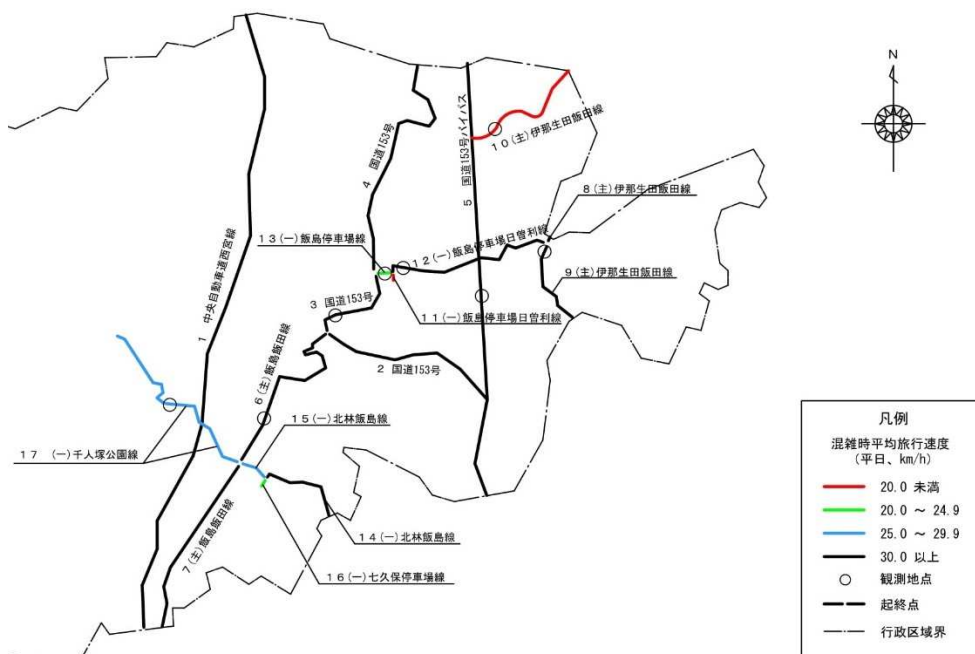 N
10(主)伊那生田飯田線
4 国道153号
5 国道153号バイパス
8(主)伊那生田飯田線
13(一)飯島停車場線
12(一)飯島停車場日曽利線
9(主)伊那生田飯田線
1 中央自動車道西宮線
3 国道153号
11(一)飯島停車場日曽利線
2 国道153号
6(主)飯島飯田線
15(一)北林飯島線
17 (一)千人塚公園線
7(主)飯島飯田線
14(一)北林飯島線
16(一)七久保停車場線
凡例
混雑時平均旅行速度
(平日、km/h)
20.0 未満
20.0 ～ 24.9
25.0 ～ 29.9
30.0 以上
観測地点
起終点
行政区域界